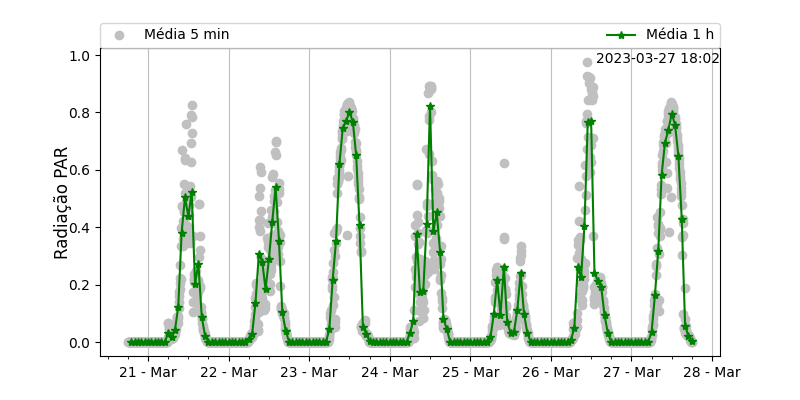 Média 5 min
Média 1 h
2023-03-27 18:02
Radiação PAR
1.0
0.8
0.6
0.4
0.2
0.0
21 - Mar
22 - Mar
23 - Mar
24 - Mar
25 - Mar
26 - Mar
27 - Mar
28 - Mar